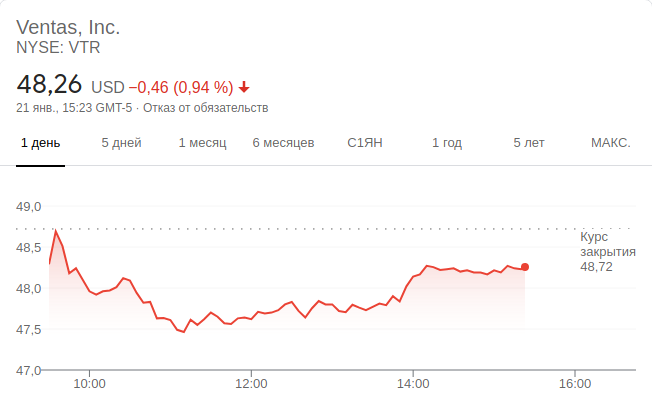 Ventas, Inc.
NYSE: VTR
48,26 USD −0,46 (0,94 %)
21 янв., 15:23 GMT-5 · Отказ от обязательств
1 день 5 дней 1 месяц 6 месяцев С1ЯН 1 год 5 лет МАКС.
49,0
48,5
48,0
47,5
47,0
Курс
закрытия
48,72
10:00 12:00 14:00 16:00